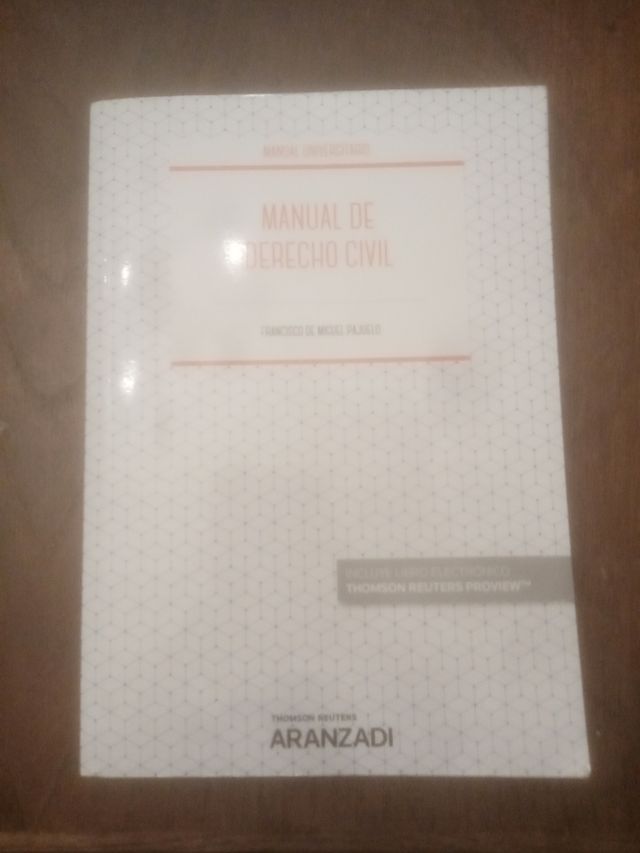 MANUAL UNIVERSITARIO
MANUAL DE
DERECHO CIVIL
FRANCISCO DE MIGUEL PAJUELO
INCLUYE LIBRO ELECTRÓNICO
THOMSON REUTERS PROVIEW™
THOMSON REUTERS
ARANZADI